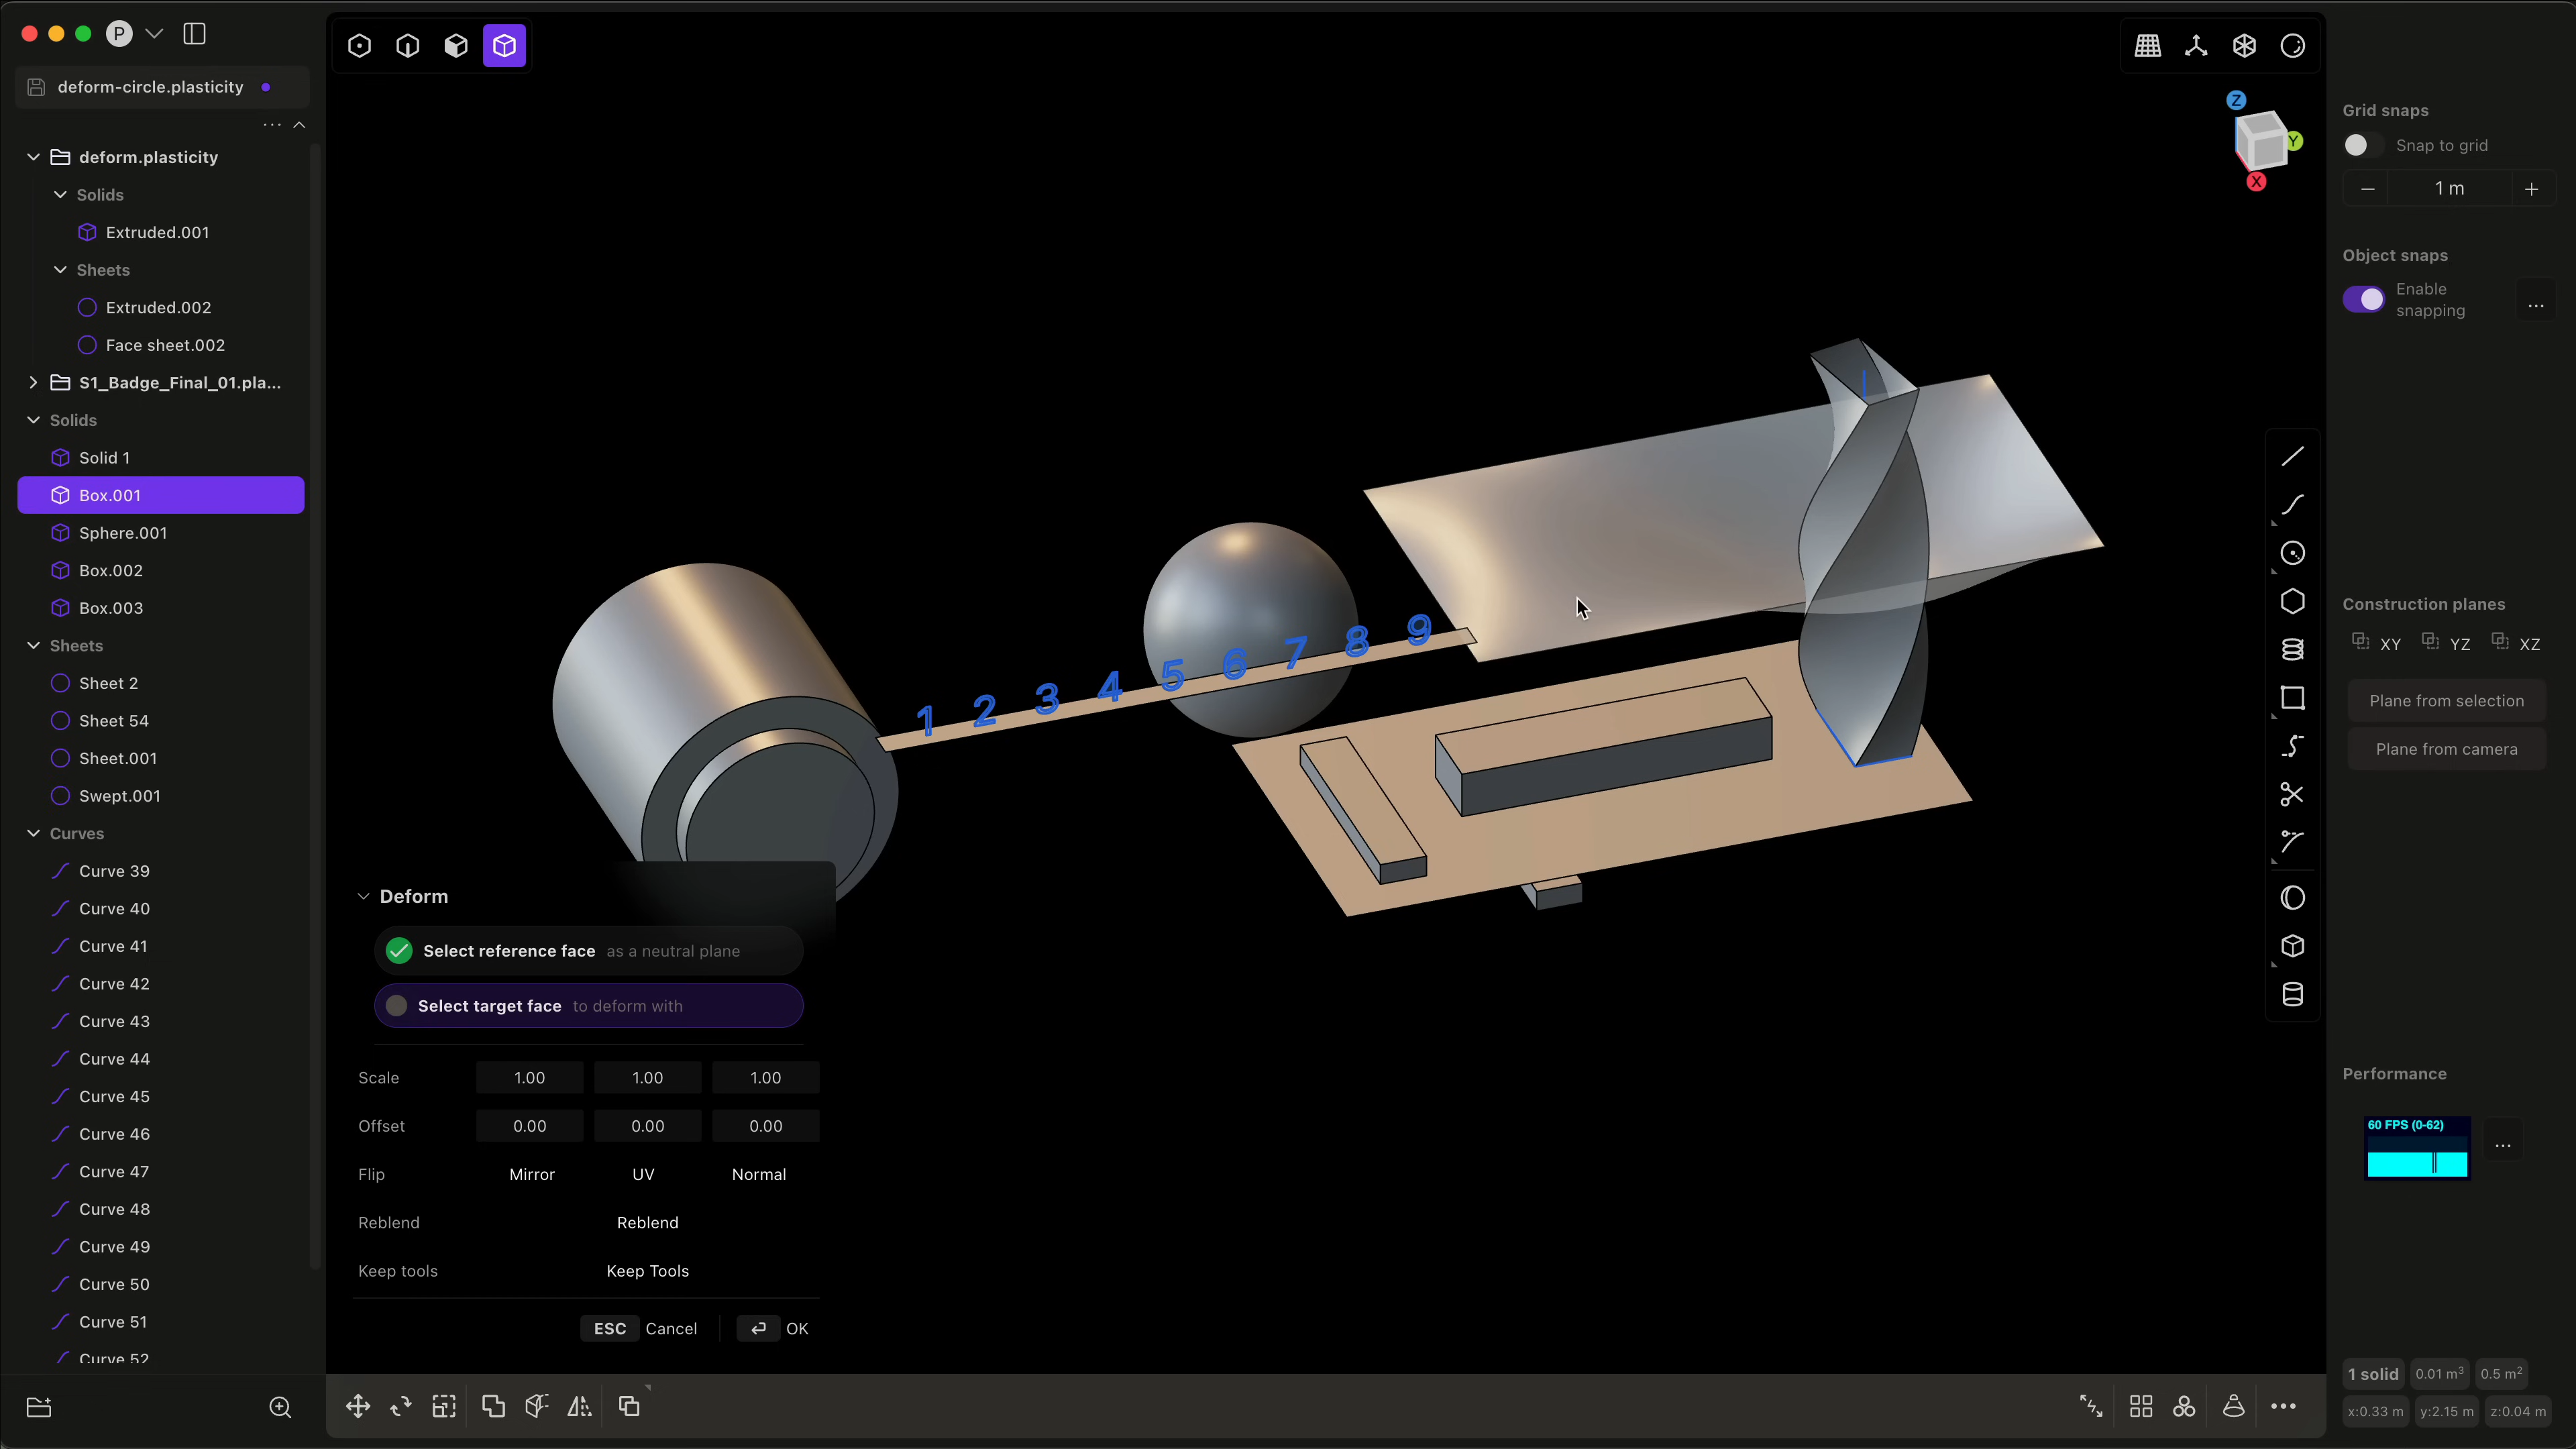 P
deform-circle.plasticity
...
deform.plasticity
Solids
Extruded.001
Sheets
Extruded.002
Face sheet.002
S1_Badge_Final_01.pla...
Solids
Solid 1
Box.001
Sphere.001
Box.002
Box.003
Sheets
Sheet 2
Sheet 54
Sheet.001
Swept.001
Curves
Curve 39
Curve 40
Curve 41
Curve 42
Curve 43
Curve 44
Curve 45
Curve 46
Curve 47
Curve 48
Curve 49
Curve 50
Curve 51
Curve 52
1 2 3 4 5 6 7 8 9
Deform
Select reference face as a neutral plane
Select target face to deform with
Scale 1.00 1.00 1.00
Offset 0.00 0.00 0.00
Flip Mirror UV Normal
Reblend Reblend
Keep tools Keep Tools
ESC Cancel OK
Z
Y
X
Grid snaps
Snap to grid
− 1 m +
Object snaps
Enable
snapping
...
Construction planes
XY YZ XZ
Plane from selection
Plane from camera
Performance
60 FPS (0-62)
...
1 solid 0.01 m³ 0.5 m²
x:0.33 m y:2.15 m z:0.04 m